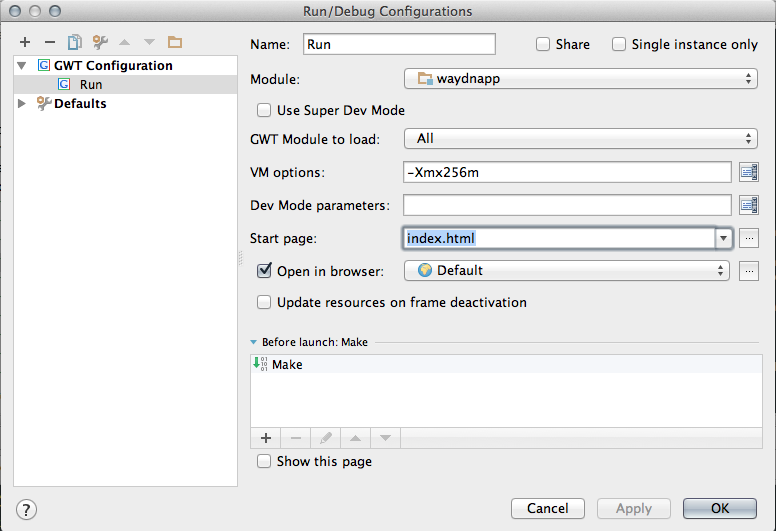 Run/Debug Configurations
Name: Run Share Single instance only
GWT Configuration
Run
Defaults
Module: waydnapp
Use Super Dev Mode
GWT Module to load: All
VM options: -Xmx256m
Dev Mode parameters:
Start page: index.html
Open in browser: Default
Update resources on frame deactivation
Before launch: Make
Make
Show this page
? Cancel Apply OK